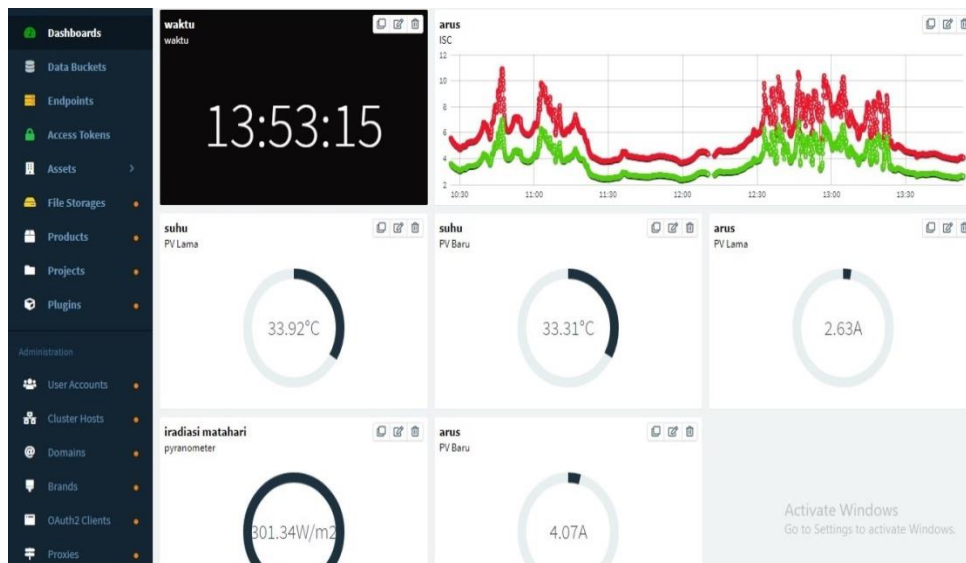 Dashboards
Data Buckets
Endpoints
Access Tokens
Assets
File Storages
Products
Projects
Plugins
Administration
User Accounts
Cluster Hosts
Domains
Brands
OAuth2 Clients
Proxies
waktu
waktu
13:53:15
arus
ISC
12
10
8
6
4
2
10:30 11:00 11:30 12:00 12:30 13:00 13:30
suhu
PV Lama
33.92°C
suhu
PV Baru
33.31°C
arus
PV Lama
2.63A
iradiasi matahari
pyranometer
301.34W/m2
arus
PV Baru
4.07A
Activate Windows
Go to Settings to activate Windows.